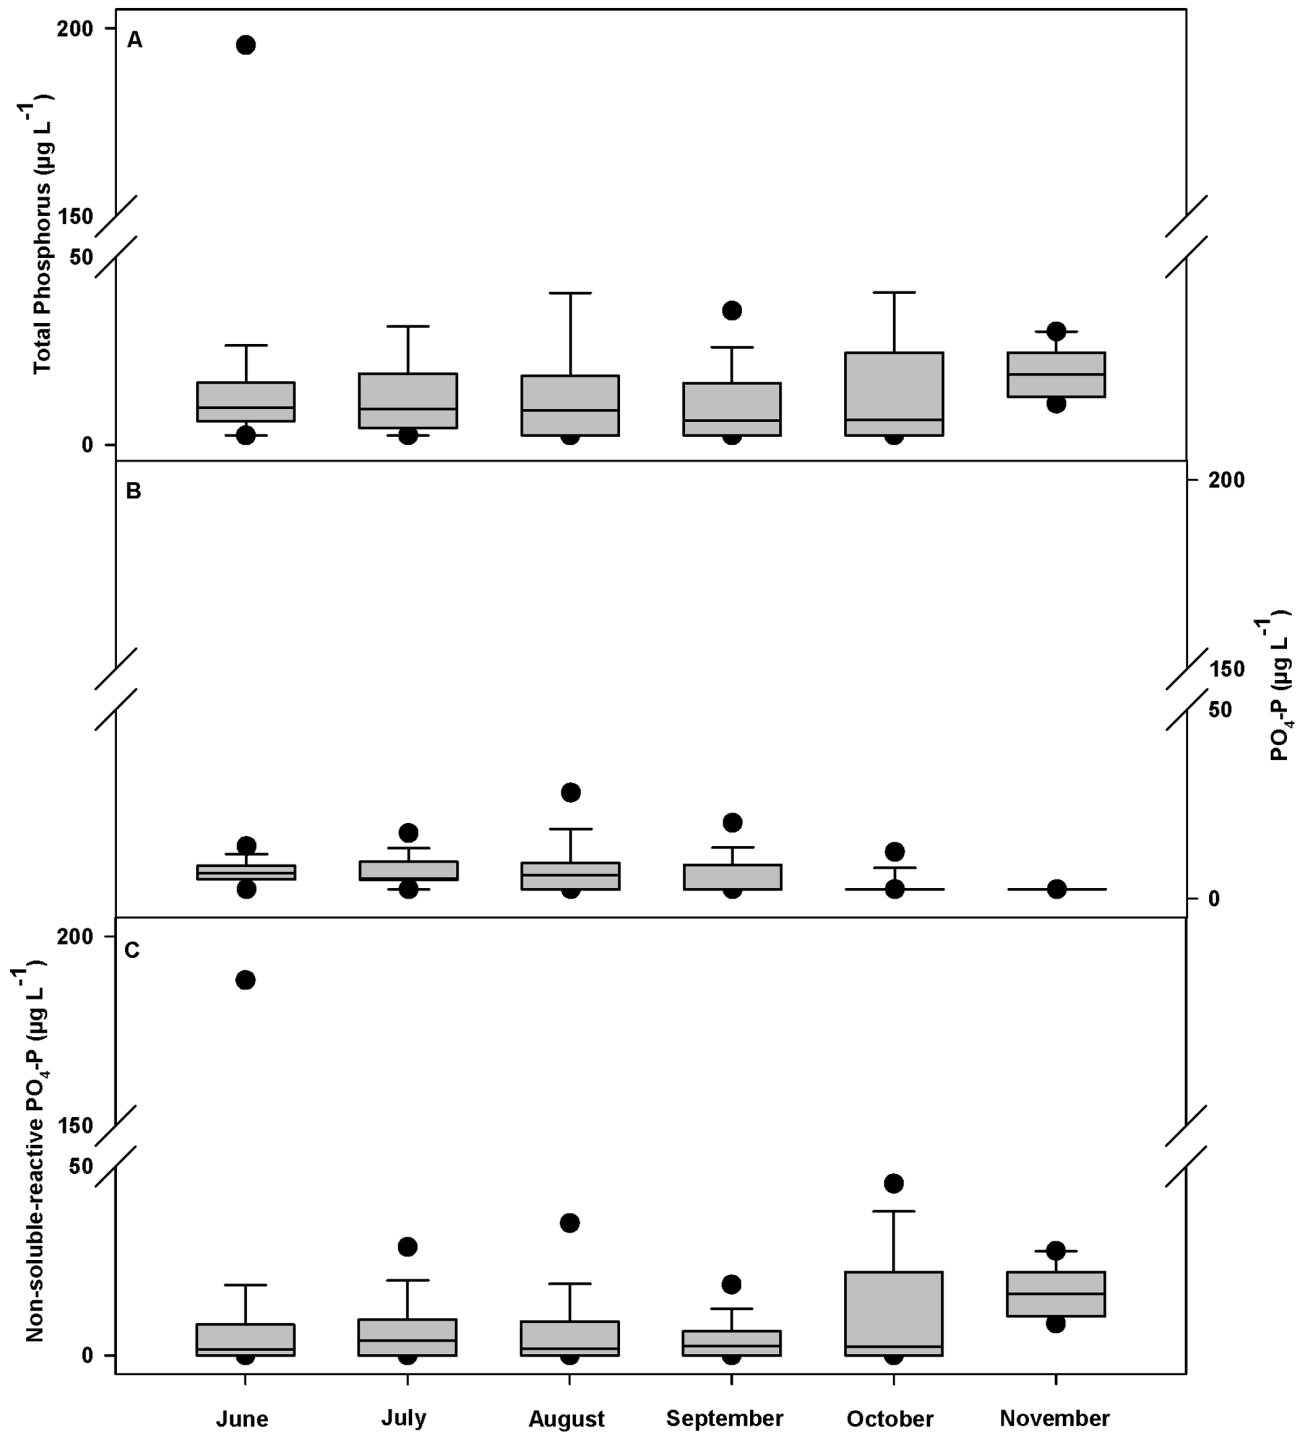 A
200
150
50
0
Total Phosphorus (µg L⁻¹)
B
200
150
50
0
PO₄-P (µg L⁻¹)
C
200
150
50
0
Non-soluble-reactive PO₄-P (µg L⁻¹)
June July August September October November